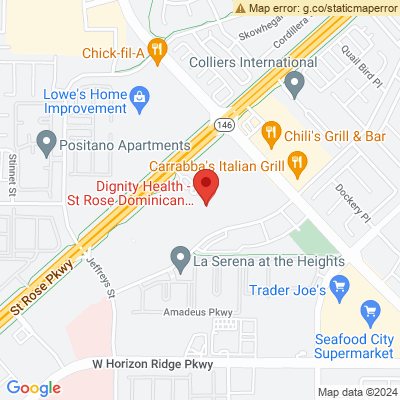 Map error: g.co/staticmaperror
Skowhegan
Cordillera
Chick-fil-A
Colliers International
Quail Bird Pl
Lowe's Home
Improvement
146
Chili's Grill & Bar
Positano Apartments
Carrabba's Italian Grill
Stinnet St.
Dignity Health -
St Rose Dominican...
Dockery Pl
St Rose Pkwy
Jeffreys St
La Serena at the Heights
Trader Joe's
Amadeus Pkwy
Seafood City
Supermarket
W Horizon Ridge Pkwy
Google
Map data ©2024